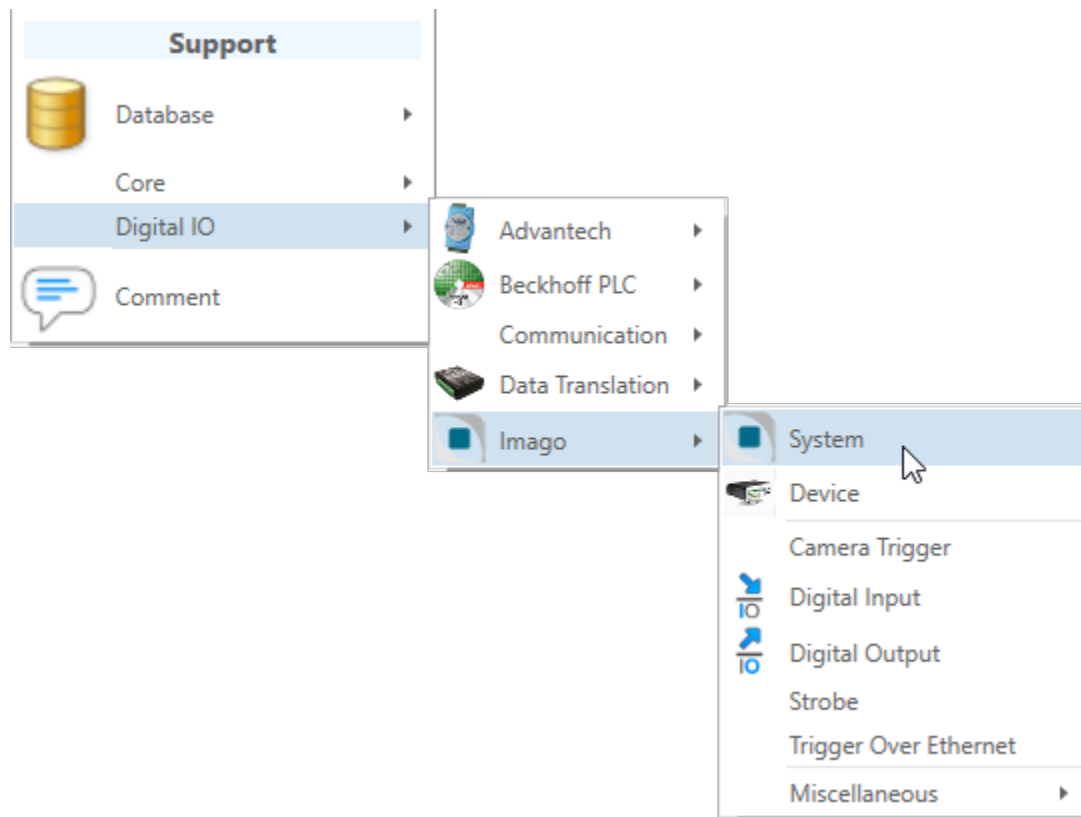 Support
Database
Core
Digital IO
Comment
Advantech
Beckhoff PLC
Communication
Data Translation
Imago
System
Device
Camera Trigger
IO
Digital Input
IO
Digital Output
Strobe
Trigger Over Ethernet
Miscellaneous